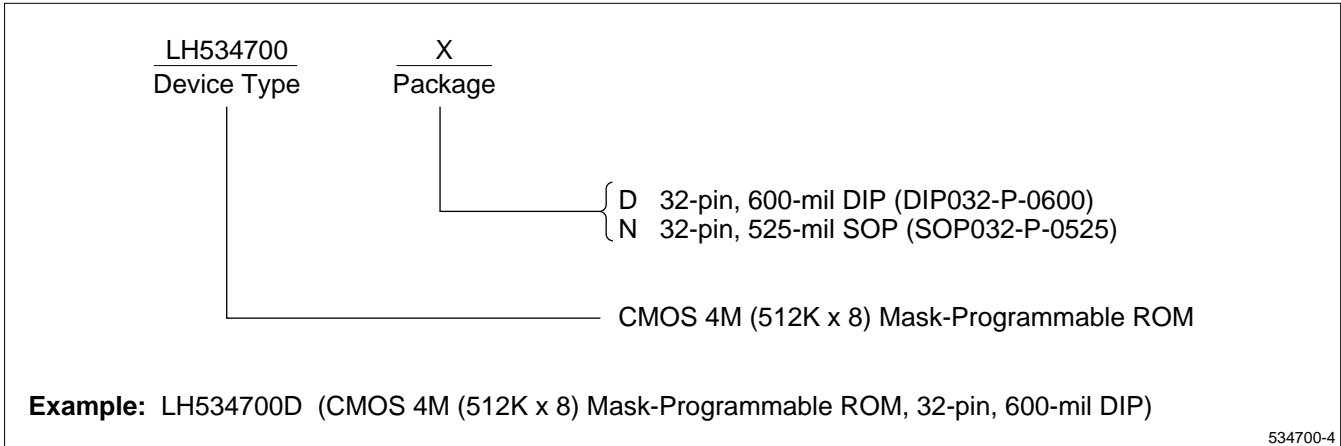 LH534700 X
Device Type Package
D 32-pin, 600-mil DIP (DIP032-P-0600)
N 32-pin, 525-mil SOP (SOP032-P-0525)
CMOS 4M (512K x 8) Mask-Programmable ROM
Example: LH534700D (CMOS 4M (512K x 8) Mask-Programmable ROM, 32-pin, 600-mil DIP)
534700-4